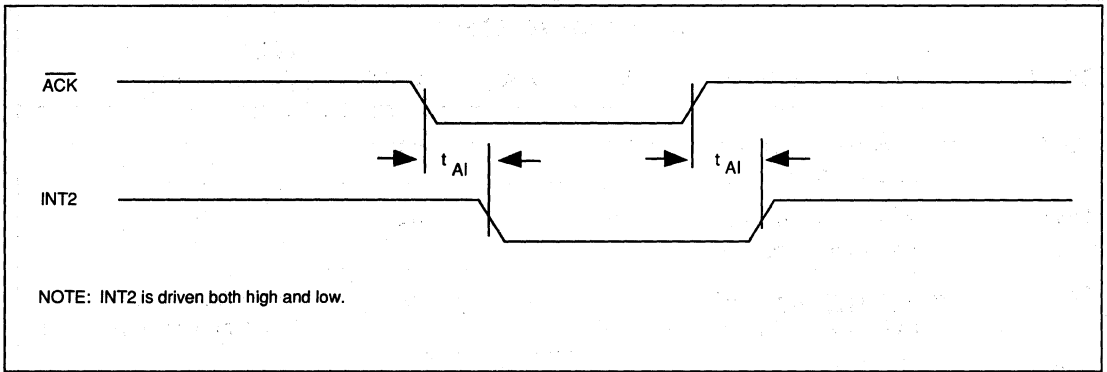 ACK
t AI t AI
INT2
NOTE: INT2 is driven both high and low.